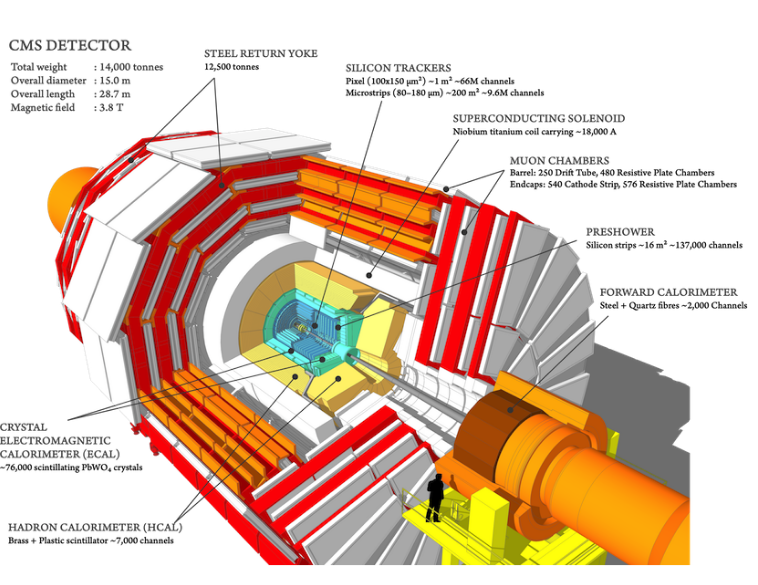 CMS DETECTOR
Total weight : 14,000 tonnes
Overall diameter : 15.0 m
Overall length : 28.7 m
Magnetic field : 3.8 T
STEEL RETURN YOKE
12,500 tonnes
SILICON TRACKERS
Pixel (100x150 μm²) ~1 m² ~66M channels
Microstrips (80–180 μm) ~200 m² ~9.6M channels
SUPERCONDUCTING SOLENOID
Niobium titanium coil carrying ~18,000 A
MUON CHAMBERS
Barrel: 250 Drift Tube, 480 Resistive Plate Chambers
Endcaps: 540 Cathode Strip, 576 Resistive Plate Chambers
PRESHOWER
Silicon strips ~16 m² ~137,000 channels
FORWARD CALORIMETER
Steel + Quartz fibres ~2,000 Channels
CRYSTAL
ELECTROMAGNETIC
CALORIMETER (ECAL)
~76,000 scintillating PbWO₄ crystals
HADRON CALORIMETER (HCAL)
Brass + Plastic scintillator ~7,000 channels